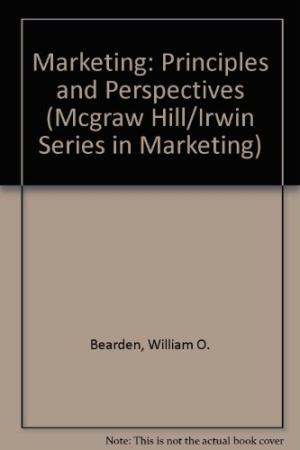 Marketing: Principles
and Perspectives
(Mcgraw Hill/Irwin
Series in Marketing)
Bearden, William O.
Note: This is not the actual book cover